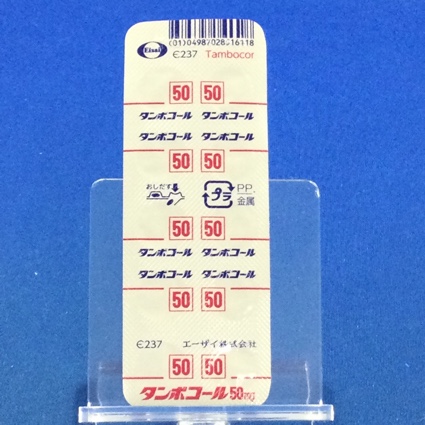 Eisai
(01)04987028516118
∈237 Tambocor
50 50
タンボコール タンボコール
タンボコール タンボコール
50 50
おしだす プラ PP.
金属
50 50
タンボコール タンボコール
タンボコール タンボコール
50 50
∈237 エーザイ株式会社
50 50
タンボコール50mg